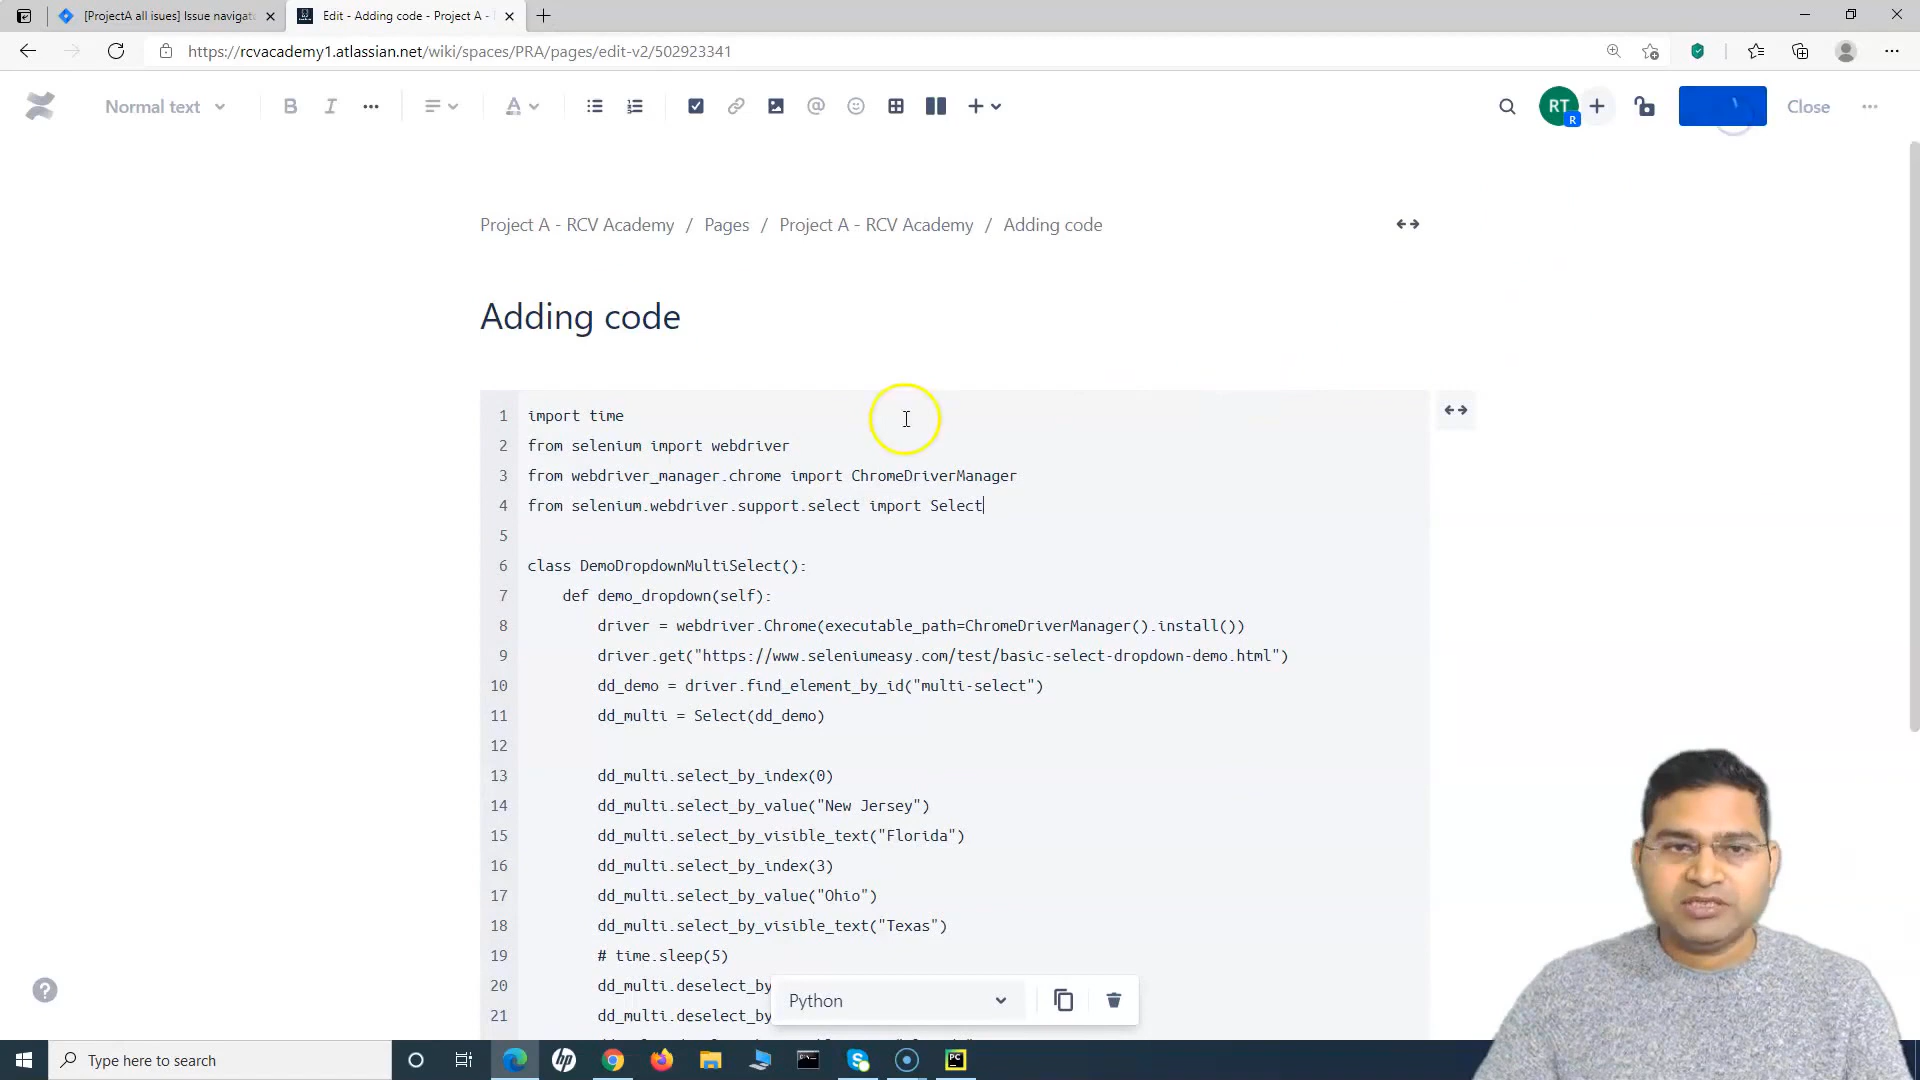 [ProjectA all isues] Issue navigat
Edit - Adding code - Project A -
https://rcvacademy1.atlassian.net/wiki/spaces/PRA/pages/edit-v2/502923341
Normal text
B I A @
RT
R
Close
Project A - RCV Academy / Pages / Project A - RCV Academy / Adding code
Adding code
1 import time
2 from selenium import webdriver
3 from webdriver_manager.chrome import ChromeDriverManager
4 from selenium.webdriver.support.select import Select
5
6 class DemoDropdownMultiSelect():
7 def demo_dropdown(self):
8 driver = webdriver.Chrome(executable_path=ChromeDriverManager().install())
9 driver.get("https://www.seleniumeasy.com/test/basic-select-dropdown-demo.html")
10 dd_demo = driver.find_element_by_id("multi-select")
11 dd_multi = Select(dd_demo)
12
13 dd_multi.select_by_index(0)
14 dd_multi.select_by_value("New Jersey")
15 dd_multi.select_by_visible_text("Florida")
16 dd_multi.select_by_index(3)
17 dd_multi.select_by_value("Ohio")
18 dd_multi.select_by_visible_text("Texas")
19 # time.sleep(5)
20 dd_multi.deselect_by
21 dd_multi.deselect_by
Python
Type here to search
hp
PC